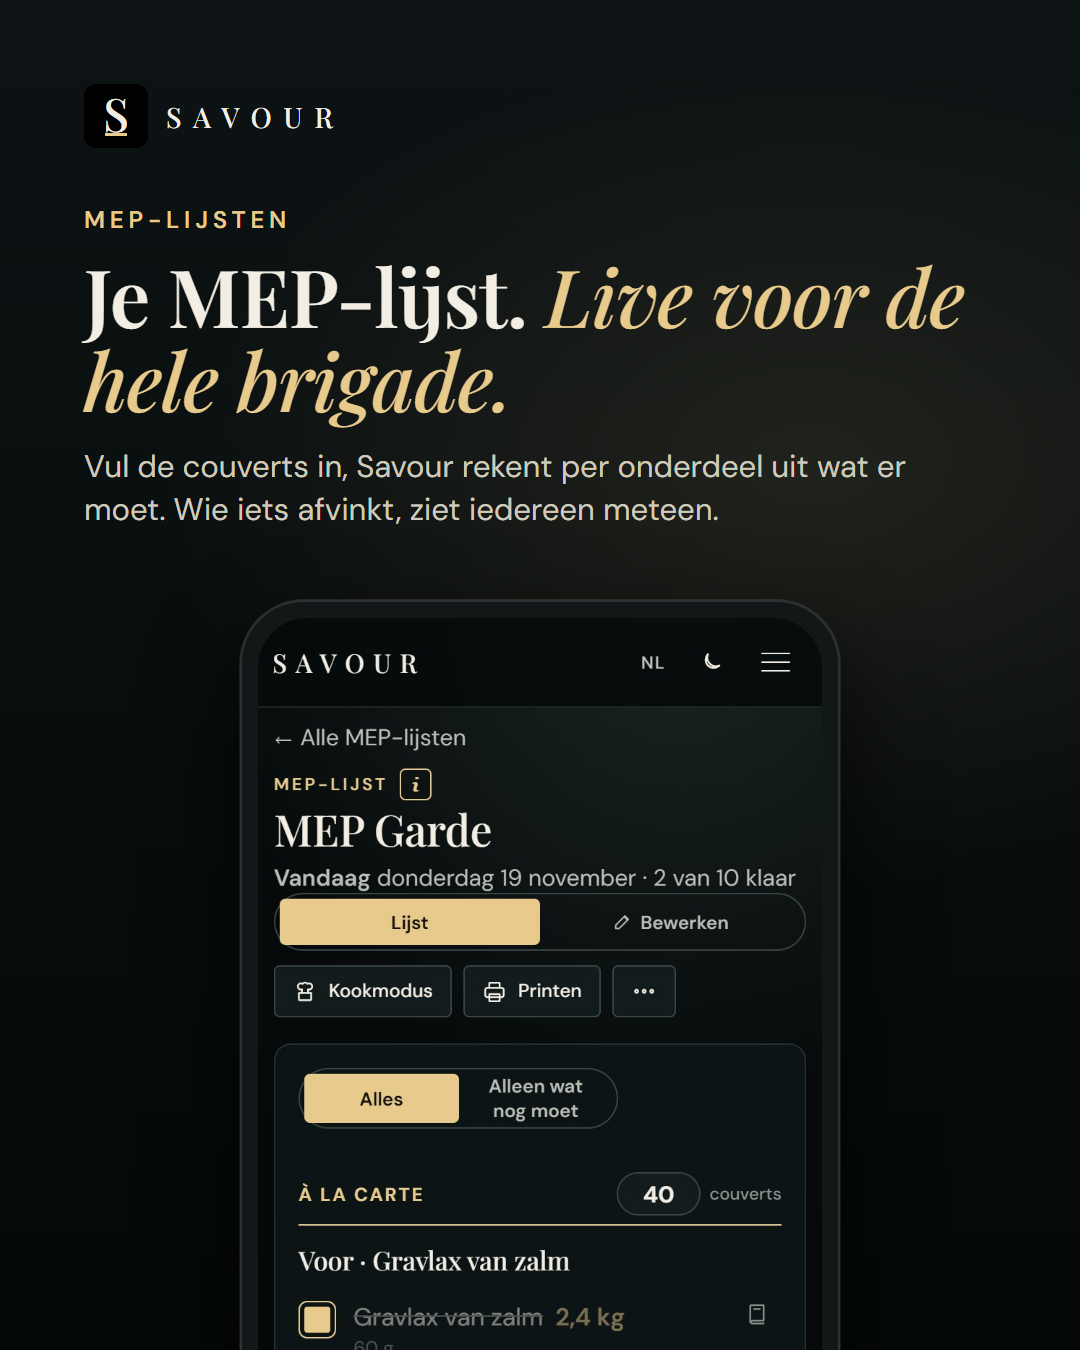 S SAVOUR
MEP-LIJSTEN
Je MEP-lijst. Live voor de
hele brigade.
Vul de couverts in, Savour rekent per onderdeel uit wat er
moet. Wie iets afvinkt, ziet iedereen meteen.
SAVOUR NL
← Alle MEP-lijsten
MEP-LIJST i
MEP Garde
Vandaag donderdag 19 november · 2 van 10 klaar
Lijst Bewerken
Kookmodus Printen ...
Alles Alleen wat
nog moet
À LA CARTE 40 couverts
Voor · Gravlax van zalm
Gravlax van zalm 2,4 kg
60 g